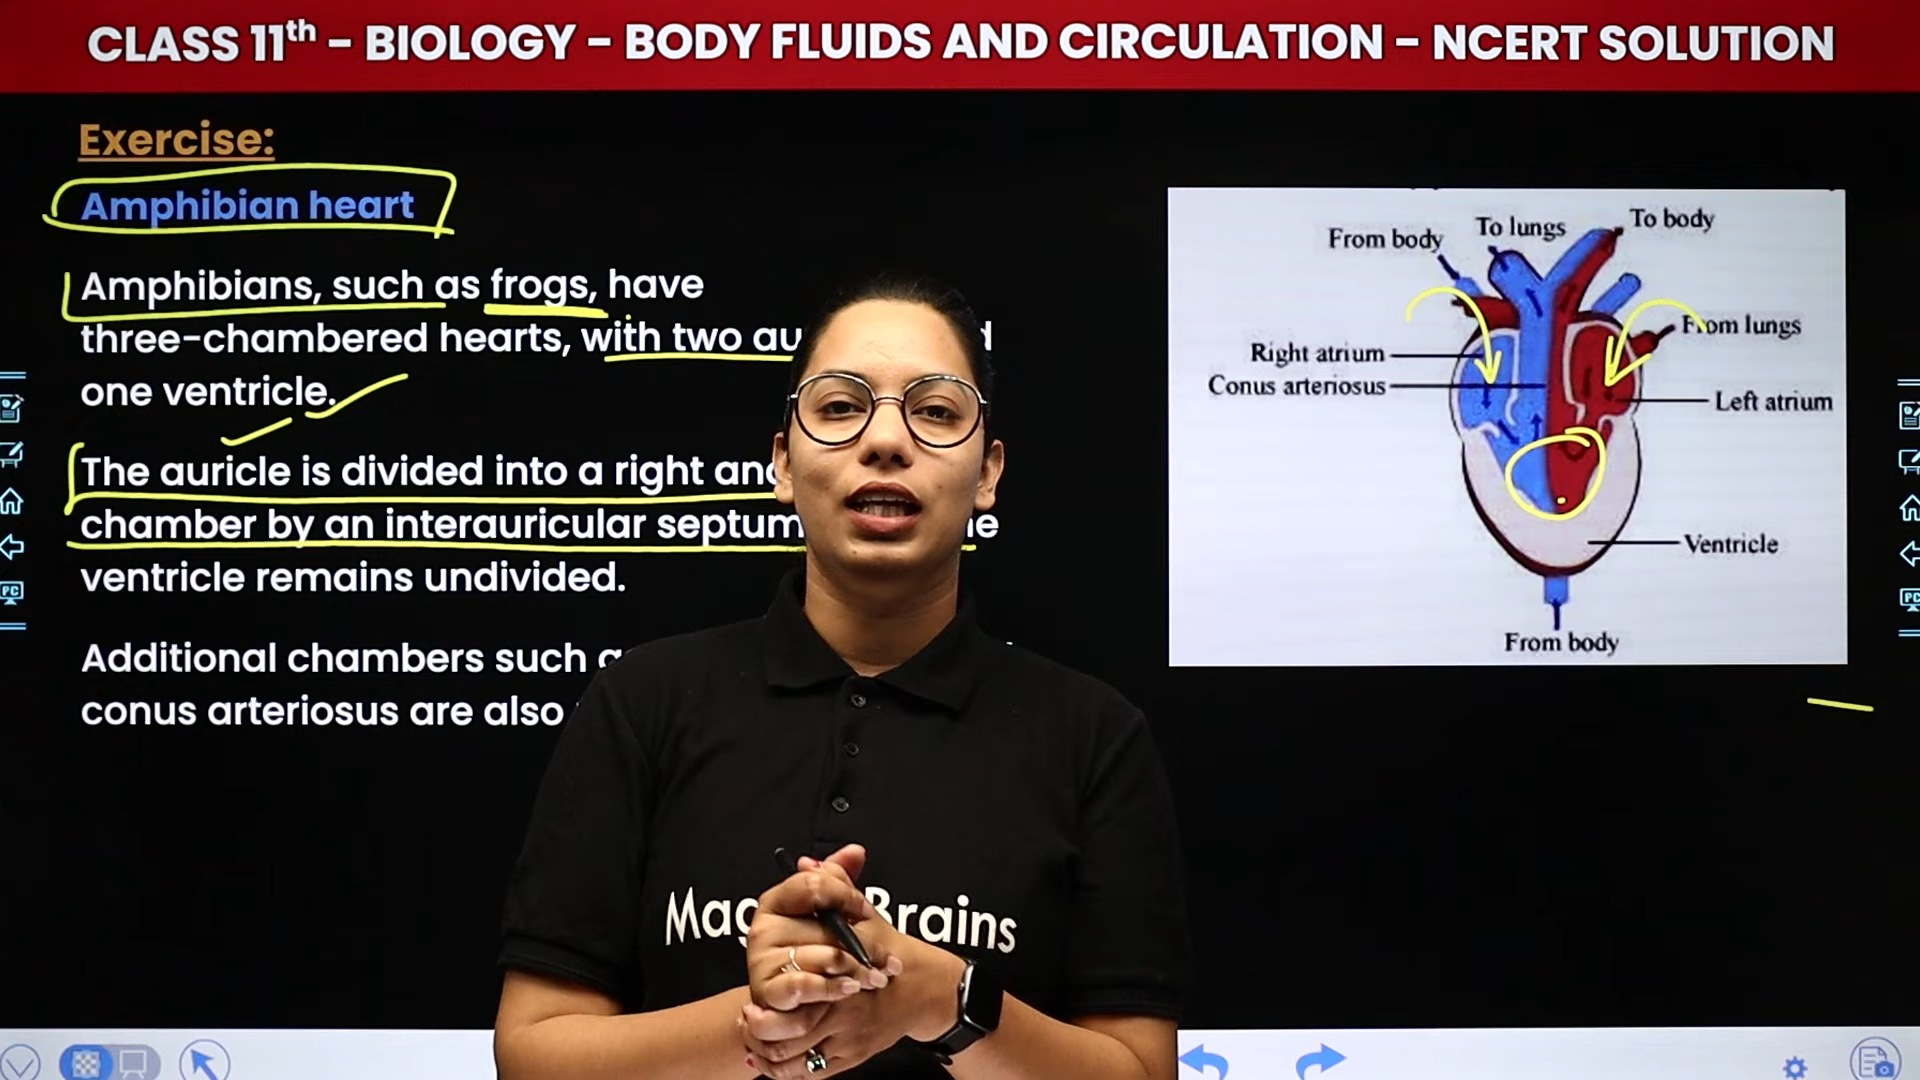 CLASS 11th - BIOLOGY - BODY FLUIDS AND CIRCULATION - NCERT SOLUTION
Exercise:
Amphibian heart
Amphibians, such as frogs, have
three-chambered hearts, with two
one ventricle.
The auricle is divided into a right
chamber by an interauricular septum
ventricle remains undivided.
Additional chambers such
conus arteriosus are also
From body
To lungs
To body
From lungs
Right atrium
Conus arteriosus
Left atrium
Ventricle
From body
Brains
PC
PC